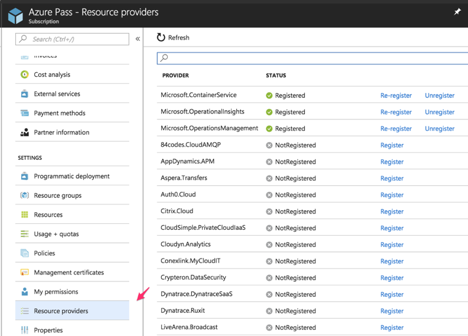 Azure Pass - Resource providers
Subscription
Search (Ctrl+/)
«
Invoices
Cost analysis
External services
Payment methods
Partner information
SETTINGS
Programmatic deployment
Resource groups
Resources
Usage + quotas
Policies
Management certificates
My permissions
Resource providers
Properties
Refresh
PROVIDER STATUS
Microsoft.ContainerService Registered Re-register Unregister
Microsoft.OperationalInsights Registered Re-register Unregister
Microsoft.OperationsManagement Registered Re-register Unregister
84codes.CloudAMQP NotRegistered Register
AppDynamics.APM NotRegistered Register
Aspera.Transfers NotRegistered Register
Auth0.Cloud NotRegistered Register
Citrix.Cloud NotRegistered Register
CloudSimple.PrivateCloudIaaS NotRegistered Register
Cloudyn.Analytics NotRegistered Register
Conexlink.MyCloudIT NotRegistered Register
Crypteron.DataSecurity NotRegistered Register
Dynatrace.DynatraceSaaS NotRegistered Register
Dynatrace.Ruxit NotRegistered Register
LiveArena.Broadcast NotRegistered Register